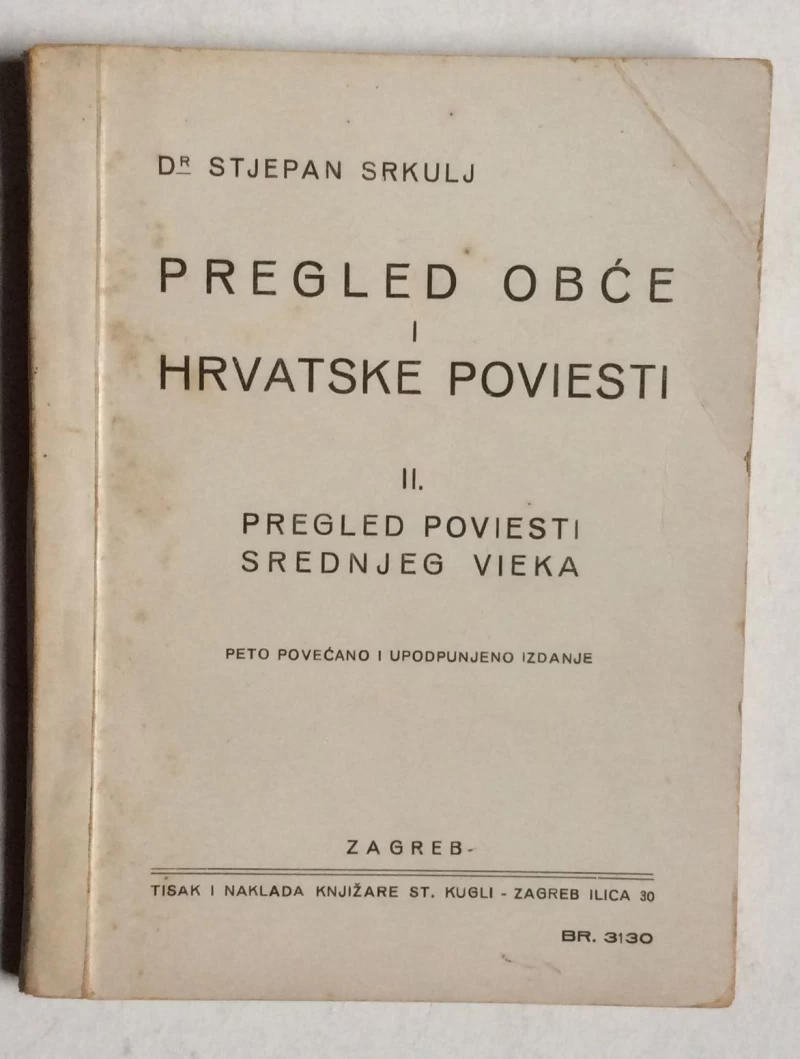 DR STJEPAN SRKULJ
PREGLED OBĆE
I
HRVATSKE POVIESTI
II.
PREGLED POVIESTI
SREDNJEG VIEKA
PETO POVEĆANO I UPODPUNJENO IZDANJE
ZAGREB
TISAK I NAKLADA KNJIŽARE ST. KUGLI - ZAGREB ILICA 30
BR. 3130